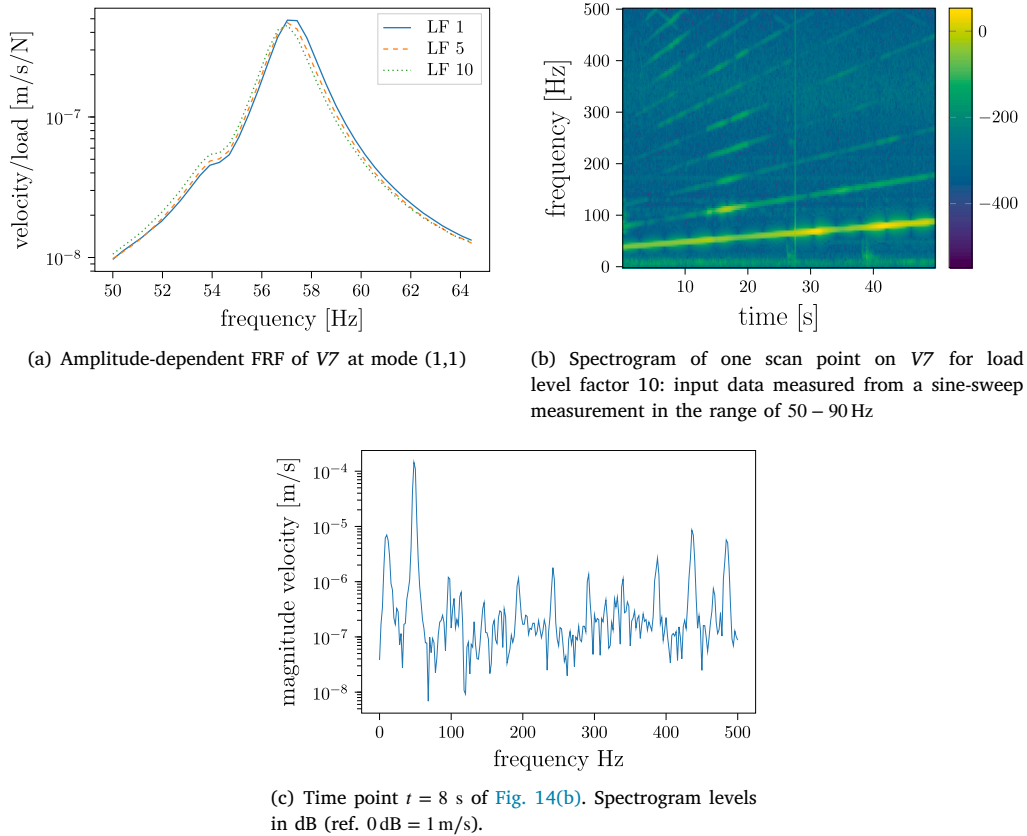 LF 1
LF 5
LF 10
10⁻⁷
10⁻⁸
velocity/load [m/s/N]
50 52 54 56 58 60 62 64
frequency [Hz]
(a) Amplitude-dependent FRF of V7 at mode (1,1)
500
400
300
200
100
0
frequency [Hz]
10 20 30 40
time [s]
0
−200
−400
(b) Spectrogram of one scan point on V7 for load
level factor 10: input data measured from a sine-sweep
measurement in the range of 50 − 90 Hz
10⁻⁴
10⁻⁵
10⁻⁶
10⁻⁷
10⁻⁸
magnitude velocity [m/s]
0 100 200 300 400 500
frequency Hz
(c) Time point t = 8 s of Fig. 14(b). Spectrogram levels
in dB (ref. 0 dB = 1 m/s).